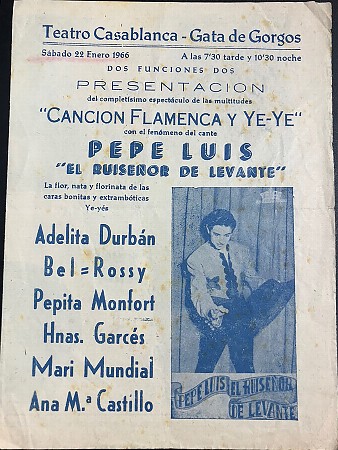 Teatro Casablanca - Gata de Gorgos
Sábado 22 Enero 1966
A las 7'30 tarde y 10'30 noche
DOS FUNCIONES DOS
PRESENTACION
del completísimo espectáculo de las multitudes
"CANCION FLAMENCA Y YE-YE"
con el fenómeno del cante
PEPE LUIS
"EL RUISEÑOR DE LEVANTE"
La flor, nata y florinata de las
caras bonitas y extrambóticas
Ye-yés
Adelita Durbán
Bel=Rossy
Pepita Monfort
Hnas. Garcés
Mari Mundial
Ana M.ª Castillo
PEPE LUIS EL RUISEÑOR
DE LEVANTE